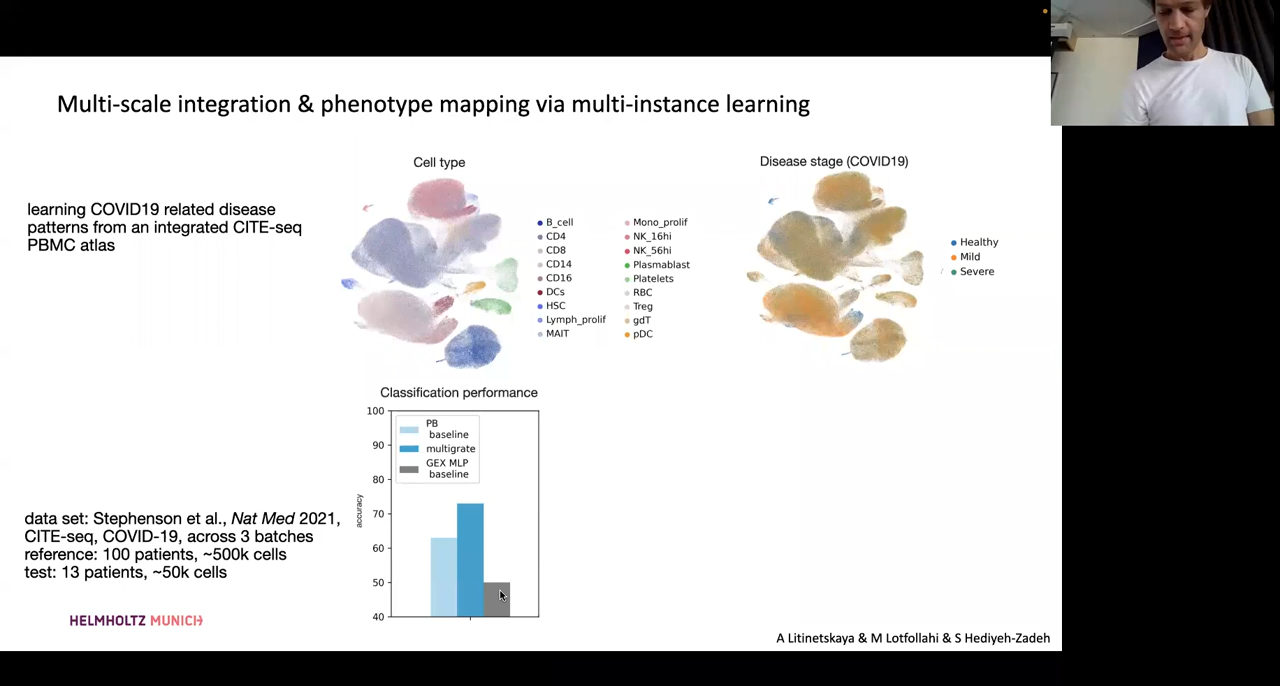 Multi-scale integration & phenotype mapping via multi-instance learning
learning COVID19 related disease
patterns from an integrated CITE-seq
PBMC atlas
Cell type
B_cell
CD4
CD8
CD14
CD16
DCs
HSC
Lymph_prolif
MAIT
Mono_prolif
NK_16hi
NK_56hi
Plasmablast
Platelets
RBC
Treg
gdT
pDC
Disease stage (COVID19)
Healthy
Mild
Severe
Classification performance
100
90
80
70
60
50
40
accuracy
PB
baseline
multigrate
GEX MLP
baseline
data set: Stephenson et al., Nat Med 2021,
CITE-seq, COVID-19, across 3 batches
reference: 100 patients, ~500k cells
test: 13 patients, ~50k cells
HELMHOLTZ MUNICH
A Litinetskaya & M Lotfollahi & S Hediyeh-Zadeh